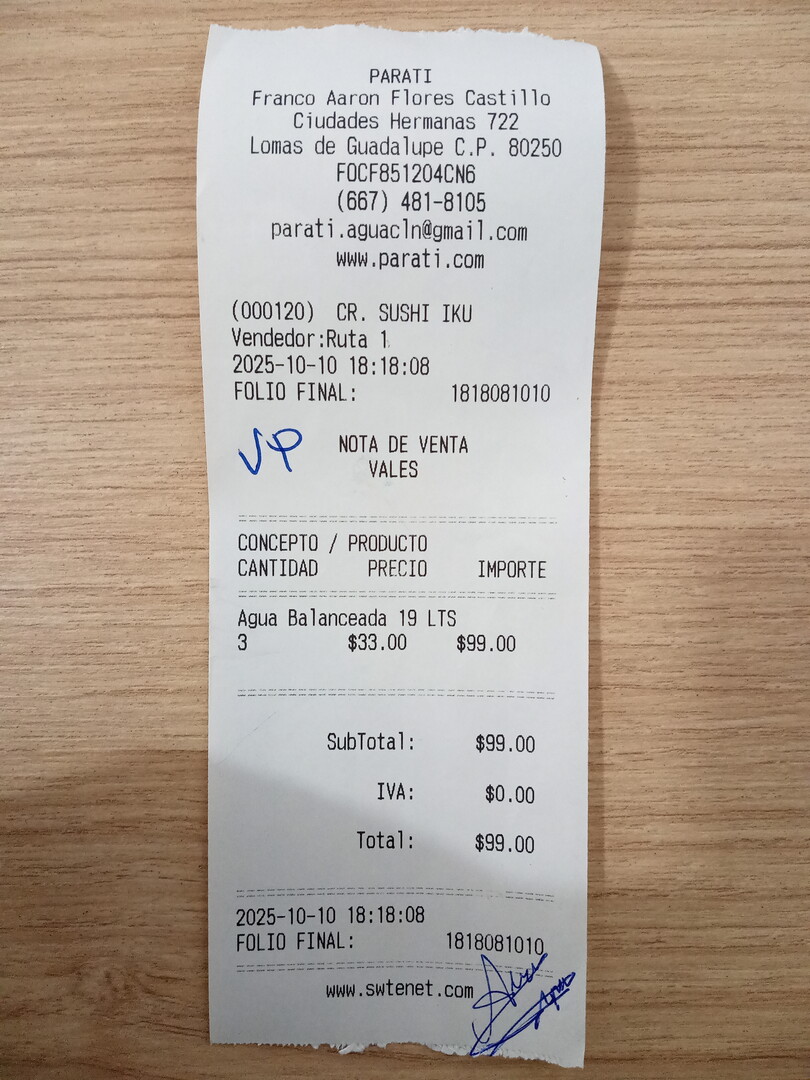 PARATI
Franco Aaron Flores Castillo
Ciudades Hermanas 722
Lomas de Guadalupe C.P. 80250
FOCF851204CN6
(667) 481-8105
parati.aguacln@gmail.com
www.parati.com
(000120) CR. SUSHI IKU
Vendedor:Ruta 1
2025-10-10 18:18:08
FOLIO FINAL: 1818081010
VP
NOTA DE VENTA
VALES
CONCEPTO / PRODUCTO
CANTIDAD PRECIO IMPORTE
Agua Balanceada 19 LTS
3 $33.00 $99.00
SubTotal: $99.00
IVA: $0.00
Total: $99.00
2025-10-10 18:18:08
FOLIO FINAL: 1818081010
www.swtenet.com